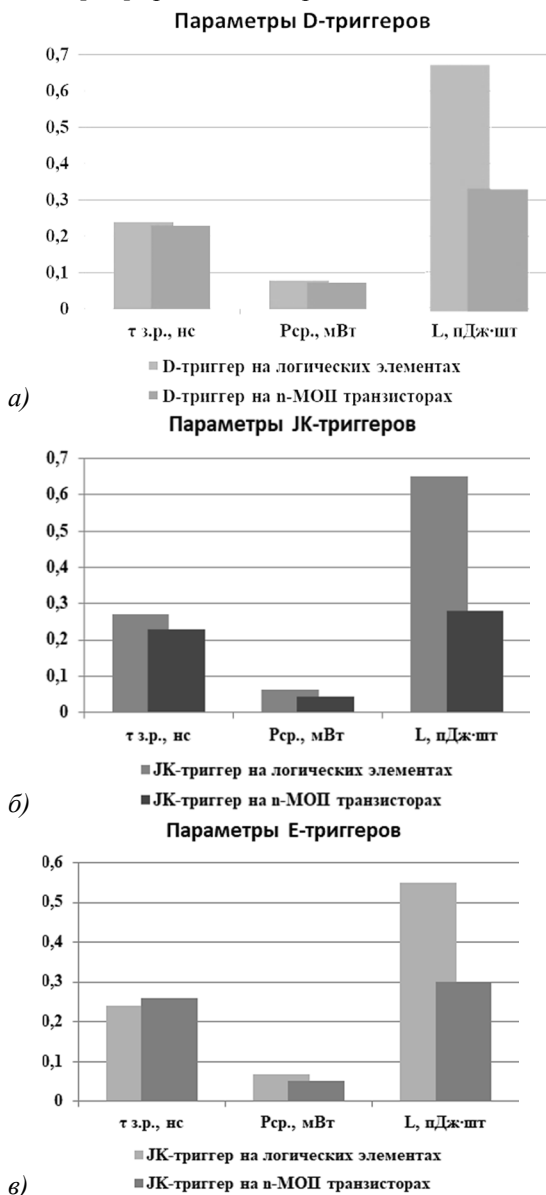 Параметры D-триггеров
0,7
0,6
0,5
0,4
0,3
0,2
0,1
0
τ з.р., нс Pср., мВт L, пДж·шт
D-триггер на логических элементах
D-триггер на n-МОП транзисторах
а)
Параметры JK-триггеров
0,7
0,6
0,5
0,4
0,3
0,2
0,1
0
τ з.р., нс Pср., мВт L, пДж·шт
JK-триггер на логических элементах
JK-триггер на n-МОП транзисторах
б)
Параметры Е-триггеров
0,6
0,5
0,4
0,3
0,2
0,1
0
τ з.р., нс Pср., мВт L, пДж·шт
JK-триггер на логических элементах
JK-триггер на n-МОП транзисторах
в)